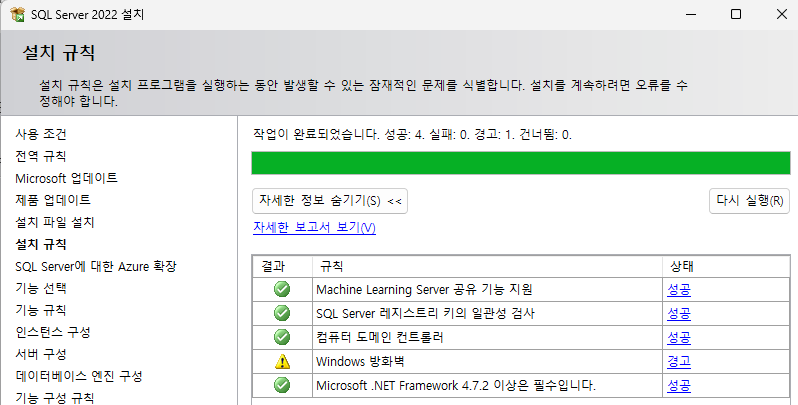 SQL Server 2022 설치
설치 규칙
설치 규칙은 설치 프로그램을 실행하는 동안 발생할 수 있는 잠재적인 문제를 식별합니다. 설치를 계속하려면 오류를 수
정해야 합니다.
사용 조건
전역 규칙
Microsoft 업데이트
제품 업데이트
설치 파일 설치
설치 규칙
SQL Server에 대한 Azure 확장
기능 선택
기능 규칙
인스턴스 구성
서버 구성
데이터베이스 엔진 구성
기능 구성 규칙
작업이 완료되었습니다. 성공: 4. 실패: 0. 경고: 1. 건너뜀: 0.
자세한 정보 숨기기(S) <<
다시 실행(R)
자세한 보고서 보기(V)
결과 규칙 상태
Machine Learning Server 공유 기능 지원 성공
SQL Server 레지스트리 키의 일관성 검사 성공
컴퓨터 도메인 컨트롤러 성공
Windows 방화벽 경고
Microsoft .NET Framework 4.7.2 이상은 필수입니다. 성공